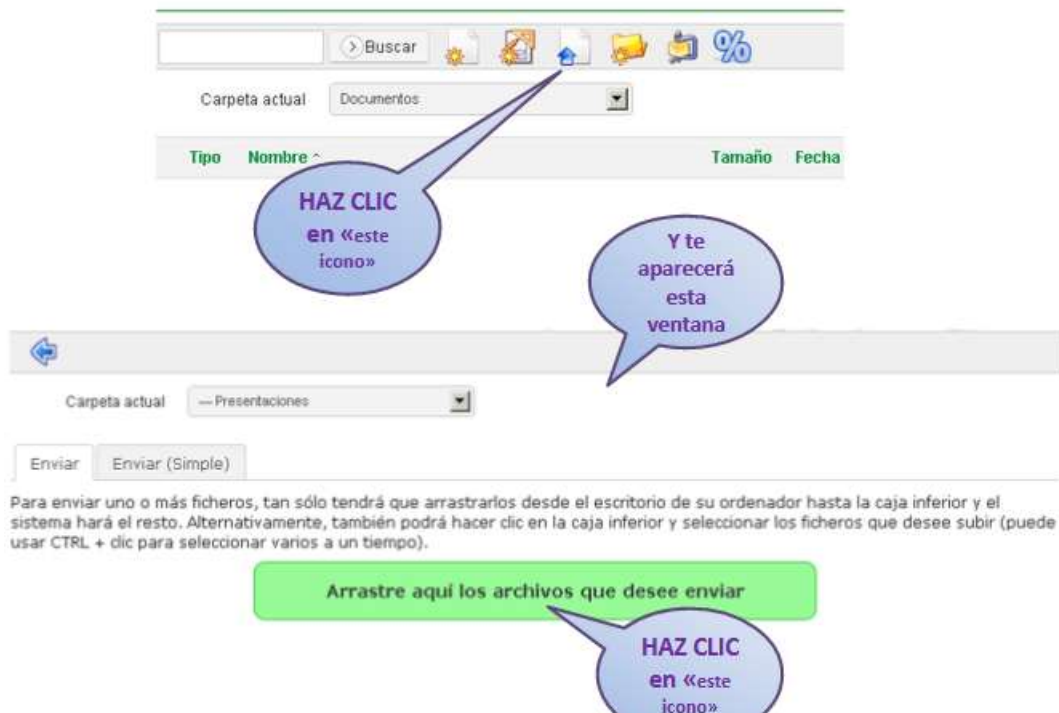 Buscar
Carpeta actual Documentos
Tipo Nombre Tamaño Fecha
HAZ CLIC
en «este
icono»
Y te
aparecerá
esta
ventana
Carpeta actual — Presentaciones
Enviar Enviar (Simple)
Para enviar uno o más ficheros, tan sólo tendrá que arrastrarlos desde el escritorio de su ordenador hasta la caja inferior y el
sistema hará el resto. Alternativamente, también podrá hacer clic en la caja inferior y seleccionar los ficheros que desee subir (puede
usar CTRL + clic para seleccionar varios a un tiempo).
Arrastre aquí los archivos que desee enviar
HAZ CLIC
en «este
icono»